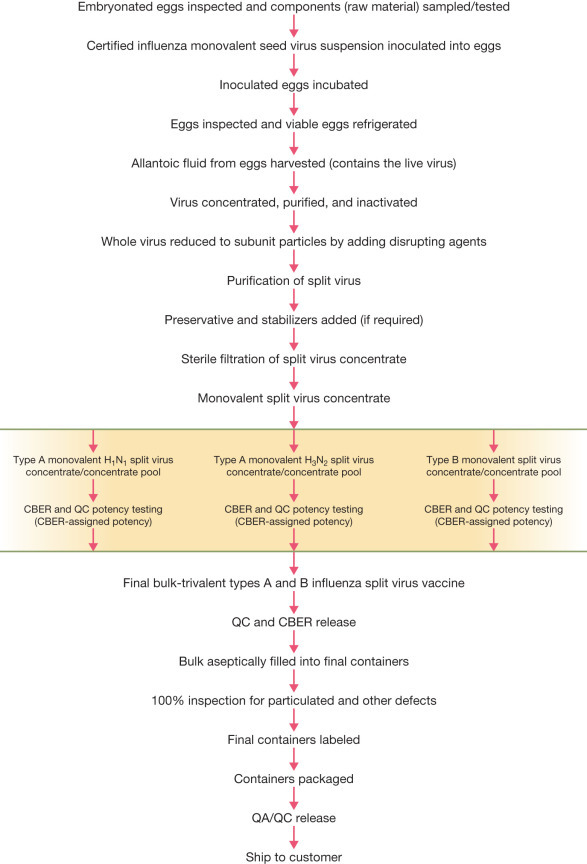 Embryonated eggs inspected and components (raw material) sampled/tested
Certified influenza monovalent seed virus suspension inoculated into eggs
Inoculated eggs incubated
Eggs inspected and viable eggs refrigerated
Allantoic fluid from eggs harvested (contains the live virus)
Virus concentrated, purified, and inactivated
Whole virus reduced to subunit particles by adding disrupting agents
Purification of split virus
Preservative and stabilizers added (if required)
Sterile filtration of split virus concentrate
Monovalent split virus concentrate
Type A monovalent H₁N₁ split virus
concentrate/concentrate pool
CBER and QC potency testing
(CBER-assigned potency)
Type A monovalent H₃N₂ split virus
concentrate/concentrate pool
CBER and QC potency testing
(CBER-assigned potency)
Type B monovalent split virus
concentrate/concentrate pool
CBER and QC potency testing
(CBER-assigned potency)
Final bulk-trivalent types A and B influenza split virus vaccine
QC and CBER release
Bulk aseptically filled into final containers
100% inspection for particulated and other defects
Final containers labeled
Containers packaged
QA/QC release
Ship to customer